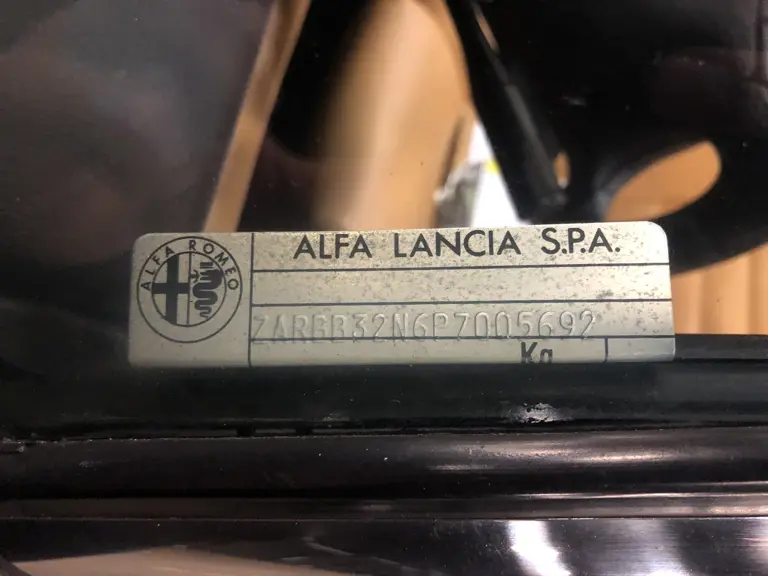 ALFA ROMEO
ALFA LANCIA S.P.A.
ZARBB32N6P7005692
Kg